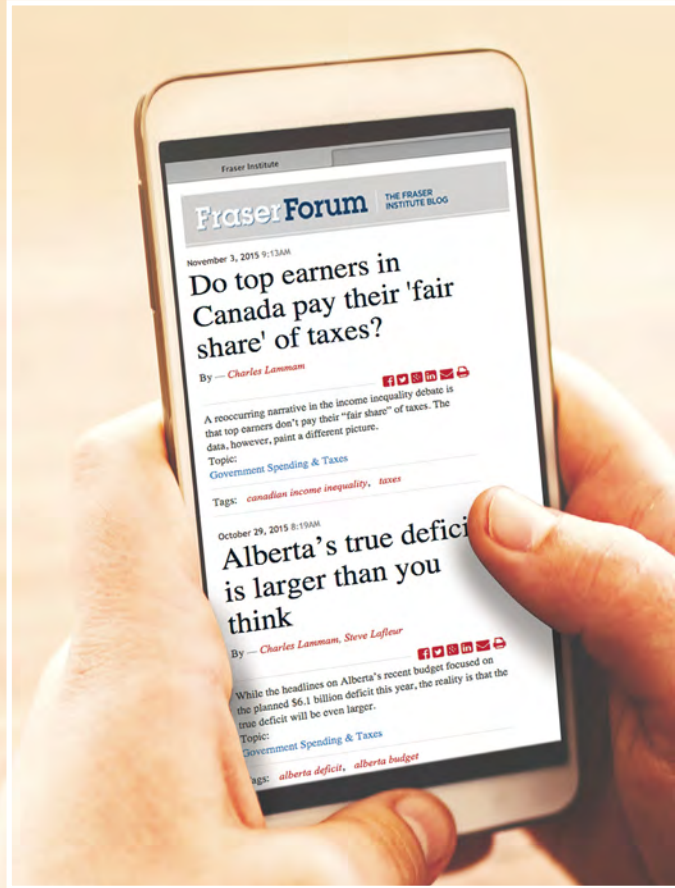 Fraser Institute
FraserForum
THE FRASER
INSTITUTE BLOG
November 3, 2015 9:13AM
Do top earners in
Canada pay their 'fair
share' of taxes?
By — Charles Lammam
A reoccurring narrative in the income inequality debate is
that top earners don't pay their “fair share” of taxes. The
data, however, paint a different picture.
Topic:
Government Spending & Taxes
Tags: canadian income inequality, taxes
October 29, 2015 8:19AM
Alberta’s true defici
is larger than you
think
By — Charles Lammam, Steve Lafleur
While the headlines on Alberta’s recent budget focused on
the planned $6.1 billion deficit this year, the reality is that the
true deficit will be even larger.
Topic:
Government Spending & Taxes
Tags: alberta deficit, alberta budget